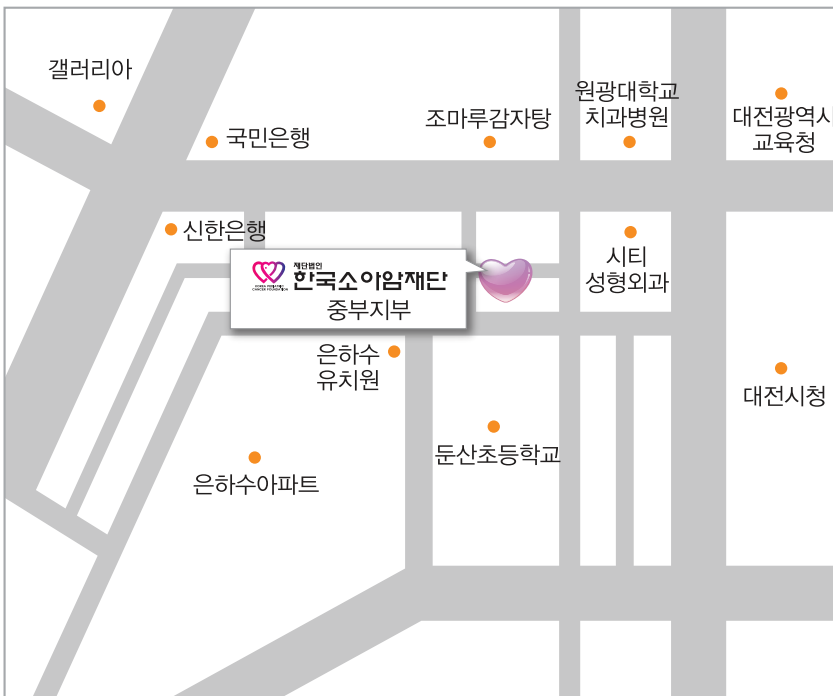 갤러리아
국민은행
조마루감자탕
원광대학교
치과병원
대전광역시
교육청
신한은행
재단법인
한국소아암재단
KOREA PEDIATRIC
CANCER FOUNDATION
중부지부
시티
성형외과
은하수
유치원
대전시청
둔산초등학교
은하수아파트